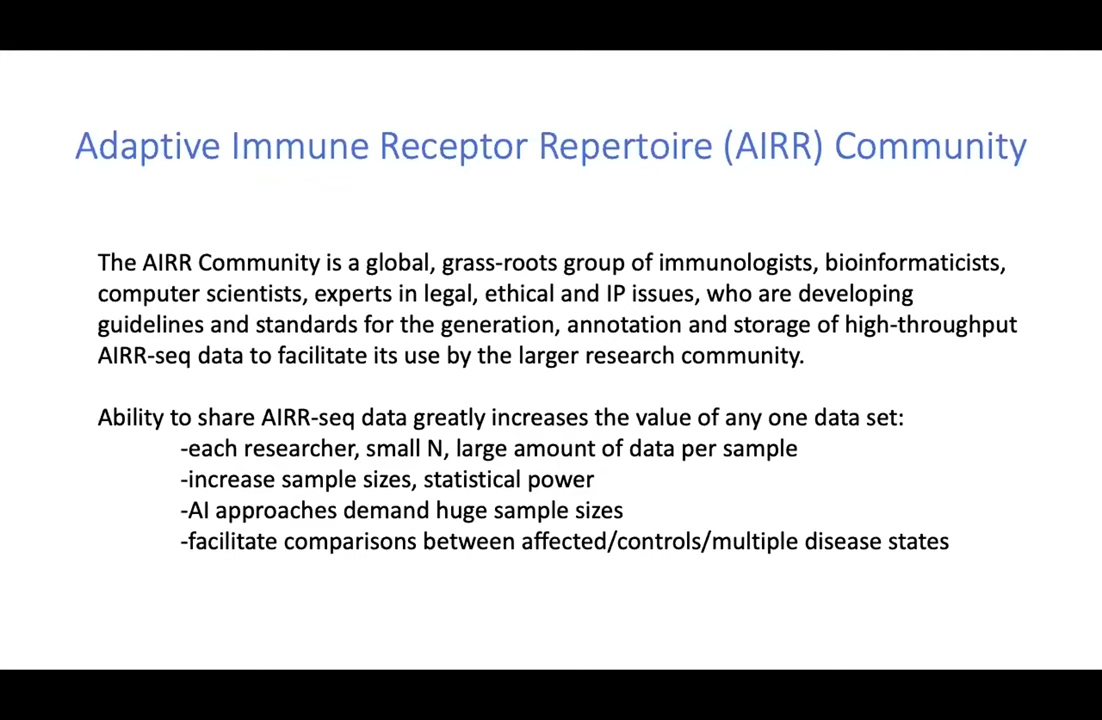 Adaptive Immune Receptor Repertoire (AIRR) Community
The AIRR Community is a global, grass-roots group of immunologists, bioinformaticists,
computer scientists, experts in legal, ethical and IP issues, who are developing
guidelines and standards for the generation, annotation and storage of high-throughput
AIRR-seq data to facilitate its use by the larger research community.
Ability to share AIRR-seq data greatly increases the value of any one data set:
-each researcher, small N, large amount of data per sample
-increase sample sizes, statistical power
-AI approaches demand huge sample sizes
-facilitate comparisons between affected/controls/multiple disease states